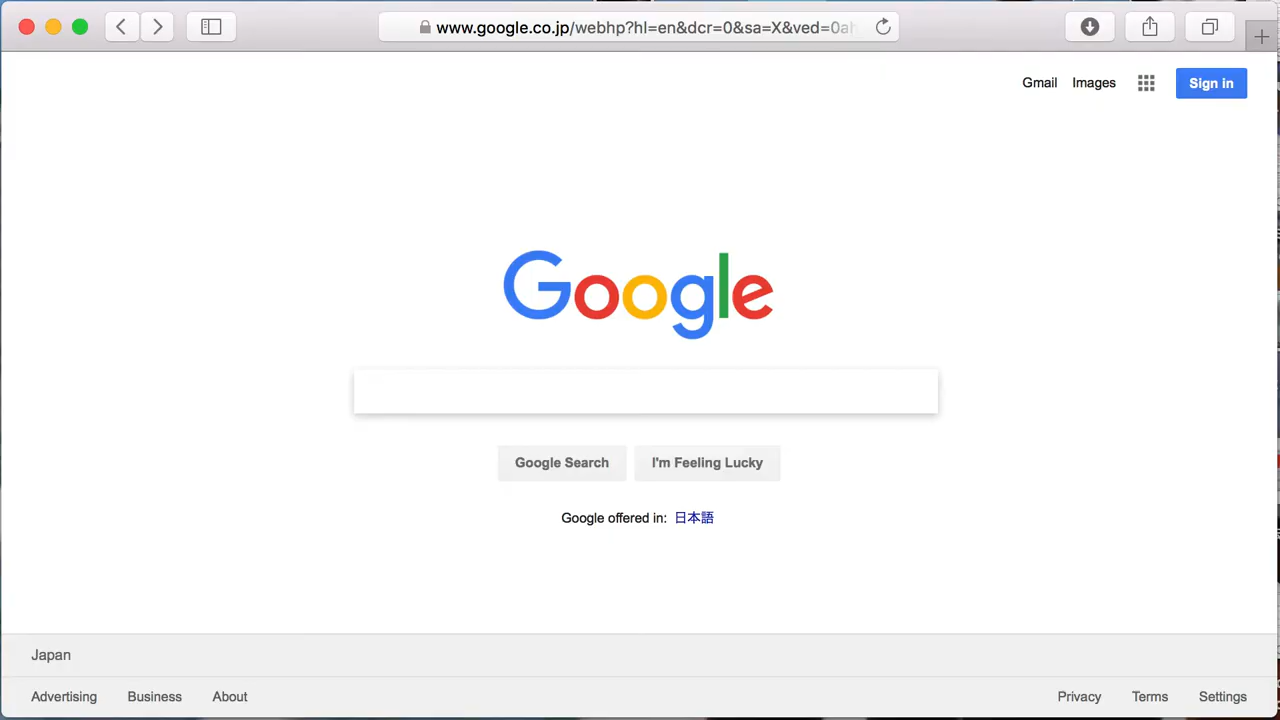 www.google.co.jp/webhp?hl=en&dcr=0&sa=X&ved=0ah
Gmail Images Sign in
Google
Google Search I'm Feeling Lucky
Google offered in: 日本語
Japan
Advertising Business About Privacy Terms Settings